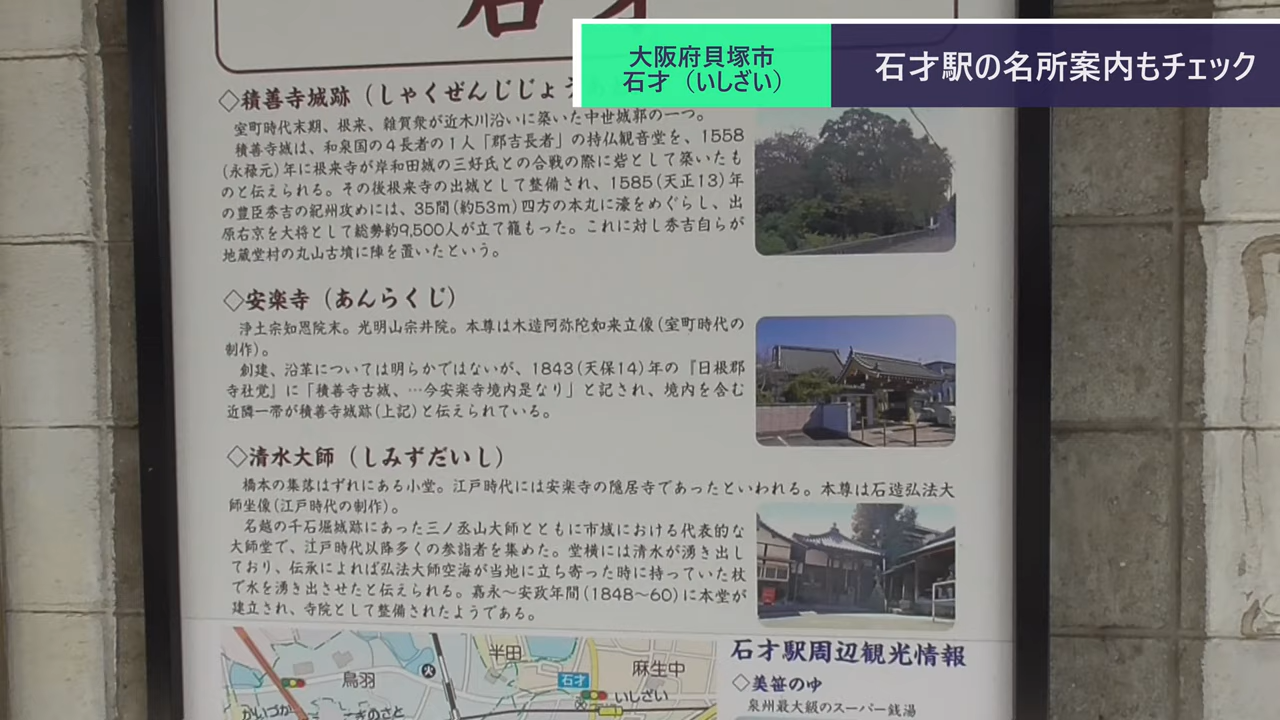 石才
大阪府貝塚市
石才（いしざい）
石才駅の名所案内もチェック
◇積善寺城跡（しゃくぜんじじょ
室町時代末期、根来、雑賀衆が近木川沿いに築いた中世城郭の一つ。
積善寺城は、和泉国の4長者の1人「郡吉長者」の持仏観音堂を、1558
(永禄元)年に根来寺が岸和田城の三好氏との合戦の際に砦として築いたも
のと伝えられる。その後根来寺の出城として整備され、1585(天正13)年
の豊臣秀吉の紀州攻めには、35間(約53m)四方の本丸に濠をめぐらし、出
原右京を大将として総勢約9,500人が立て籠もった。これに対し秀吉自らが
地蔵堂村の丸山古墳に陣を置いたという。
◇安楽寺（あんらくじ）
浄土宗知恩院末。光明山宗井院。本尊は木造阿弥陀如来立像(室町時代の
制作)。
創建、沿革については明らかではないが、1843(天保14)年の『日根郡
寺社覚』に「積善寺古城、…今安楽寺境内是なり」と記され、境内を含む
近隣一帯が積善寺城跡(上記)と伝えられている。
◇清水大師（しみずだいし）
橋本の集落はずれにある小堂。江戸時代には安楽寺の隠居寺であったといわれる。本尊は石造弘法大
師坐像(江戸時代の制作)。
名越の千石堀城跡にあった三ノ丞山大師とともに市域における代表的な
大師堂で、江戸時代以降多くの参詣者を集めた。堂横には清水が湧き出し
ており、伝承によれば弘法大師空海が当地に立ち寄った時に持っていた杖
で水を湧き出させたと伝えられる。嘉永〜安政年間(1848〜60)に本堂が
建立され、寺院として整備されたようである。
半田
麻生中
鳥羽
石才
いしざい
石才駅周辺観光情報
◇美笹のゆ
泉州最大級のスーパー銭湯